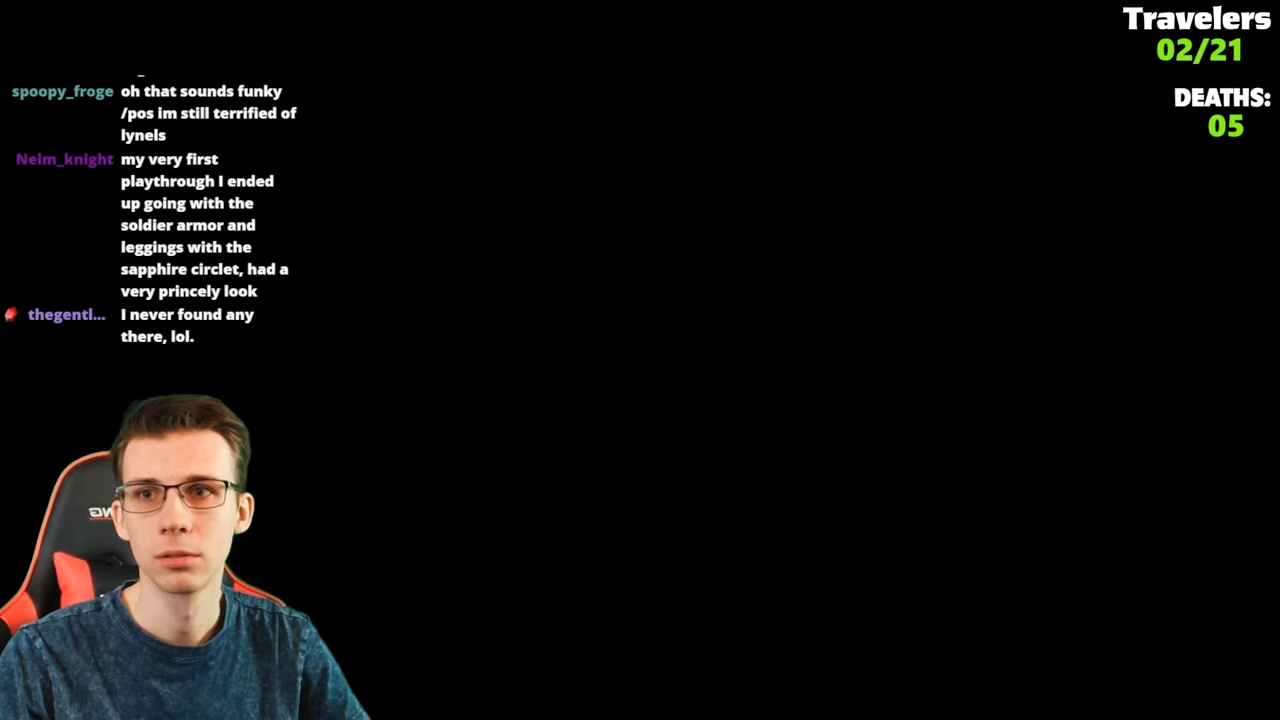 Travelers
02/21
DEATHS:
05
spoopy_froge oh that sounds funky
/pos im still terrified of
lynels
Nelm_knight my very first
playthrough I ended
up going with the
soldier armor and
leggings with the
sapphire circlet, had a
very princely look
thegentl... I never found any
there, lol.